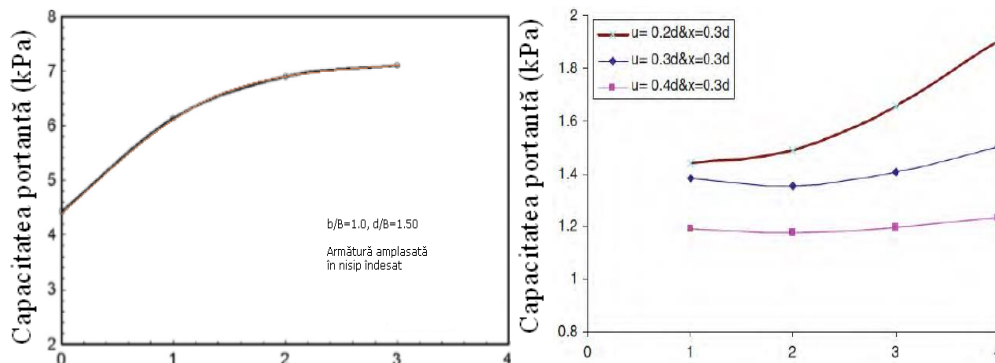 Capacitatea portantă (kPa)
8
7
6
5
4
3
2
0
1
2
3
4
b/B=1.0, d/B=1.50
Armătură amplasată
în nisip îndesat
Capacitatea portantă (kPa)
2
1.8
1.6
1.4
1.2
1
0.8
0
1
2
3
u= 0.2d&x=0.3d
u= 0.3d&x=0.3d
u= 0.4d&x=0.3d